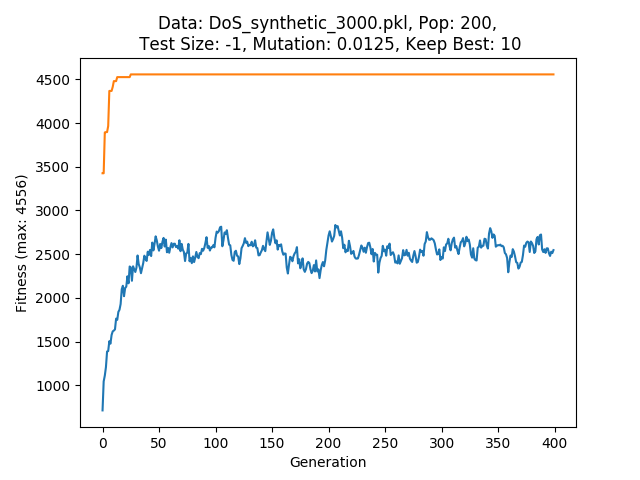 Data: DoS_synthetic_3000.pkl, Pop: 200,
Test Size: -1, Mutation: 0.0125, Keep Best: 10
Fitness (max: 4556)
4500
4000
3500
3000
2500
2000
1500
1000
0 50 100 150 200 250 300 350 400
Generation